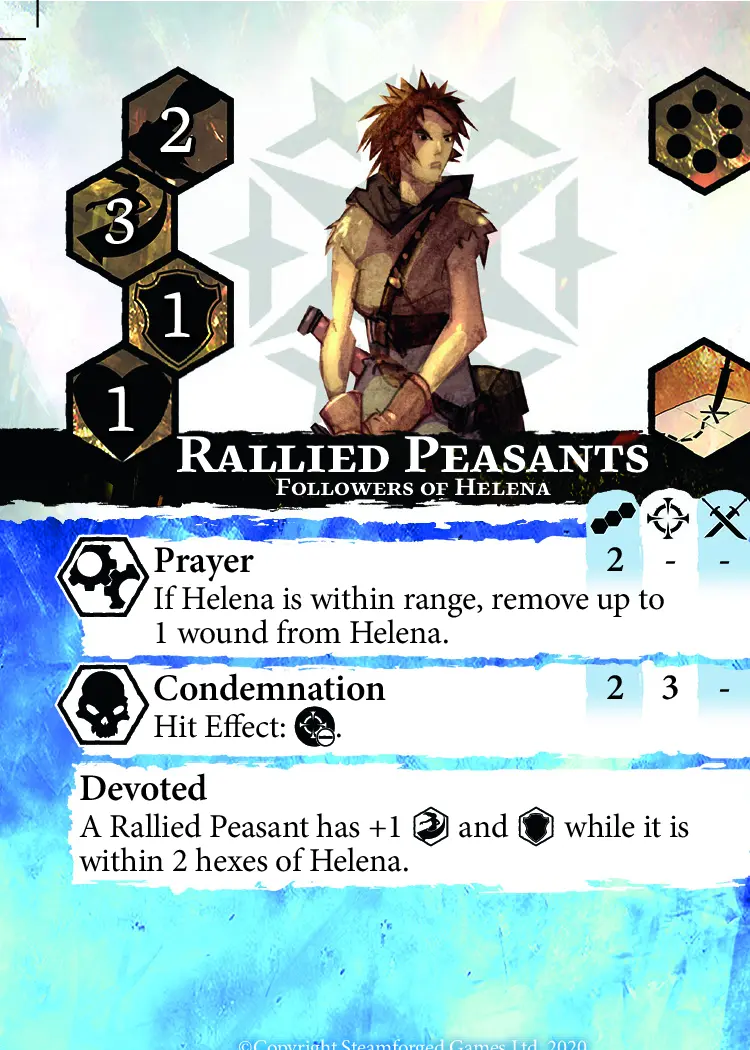 2
3
1
1
Rallied Peasants
Followers of Helena
Prayer
2 - -
If Helena is within range, remove up to
1 wound from Helena.
Condemnation
2 3 -
Hit Effect: .
Devoted
A Rallied Peasant has +1 and while it is
within 2 hexes of Helena.
©Copyright Steamforged Games Ltd. 2020